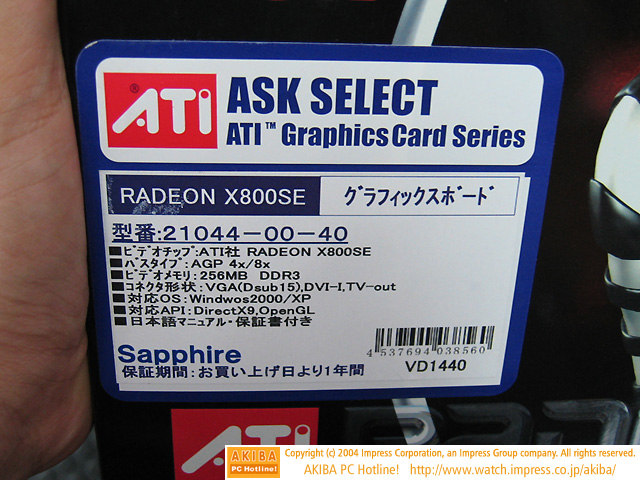 ® ATI
ASK SELECT
ATI™ Graphics Card Series
RADEON X800SE
グラフィックスボード
型番:21044-00-40
■ビデオチップ:ATI社 RADEON X800SE
■バスタイプ:AGP 4x/8x
■ビデオメモリ:256MB DDR3
■コネクタ形状:VGA(Dsub15),DVI-I,TV-out
■対応OS:Windwos2000/XP
■対応API:DirectX9,OpenGL
■日本語マニュアル・保証書付き
Sapphire
保証期間:お買い上げ日より1年間
4 537694 038560
VD1440
ATI
AKIBA
PC Hotline!
Copyright (c) 2004 Impress Corporation, an Impress Group company. All rights reserved.
AKIBA PC Hotline! http://www.watch.impress.co.jp/akiba/